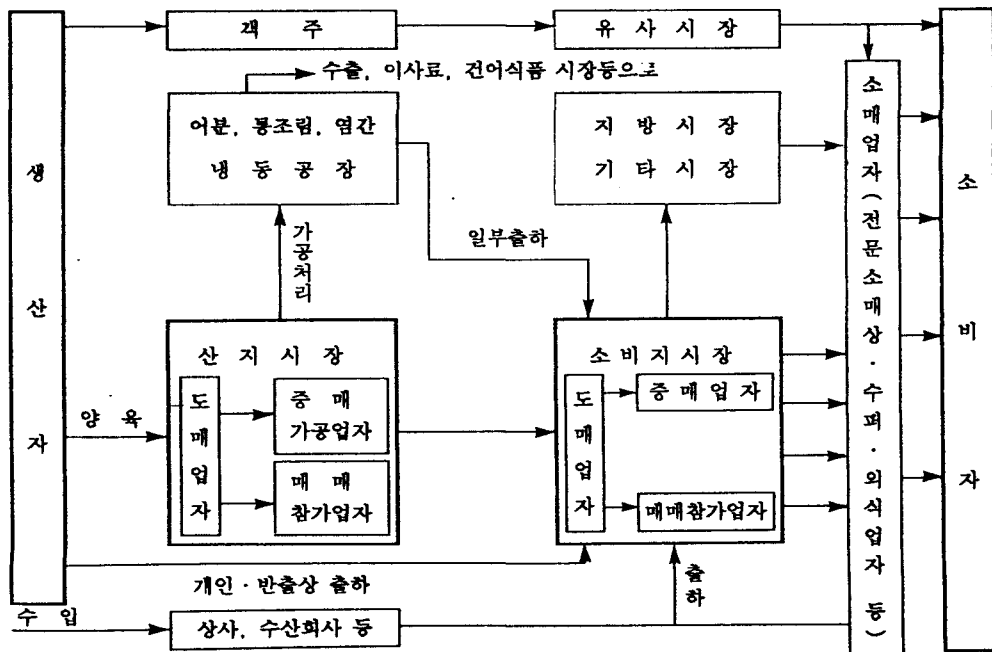 객 주
유 사 시 장
수출, 이사료, 건어식품 시장등으로
어분, 통조림, 염간
냉 동 공 장
지 방 시 장
기 타 시 장
생 산 자
가공처리
일부출하
산 지 시 장
도매업자
중 매
가공업자
매 매
참가업자
양 육
소 비 지 시 장
도매업자
중 매 업 자
매매참가업자
소매업자(전문소매상·수퍼·외식업자 등)
소 비 자
개인·반출상 출하
출하
수 입
상사, 수산회사 등